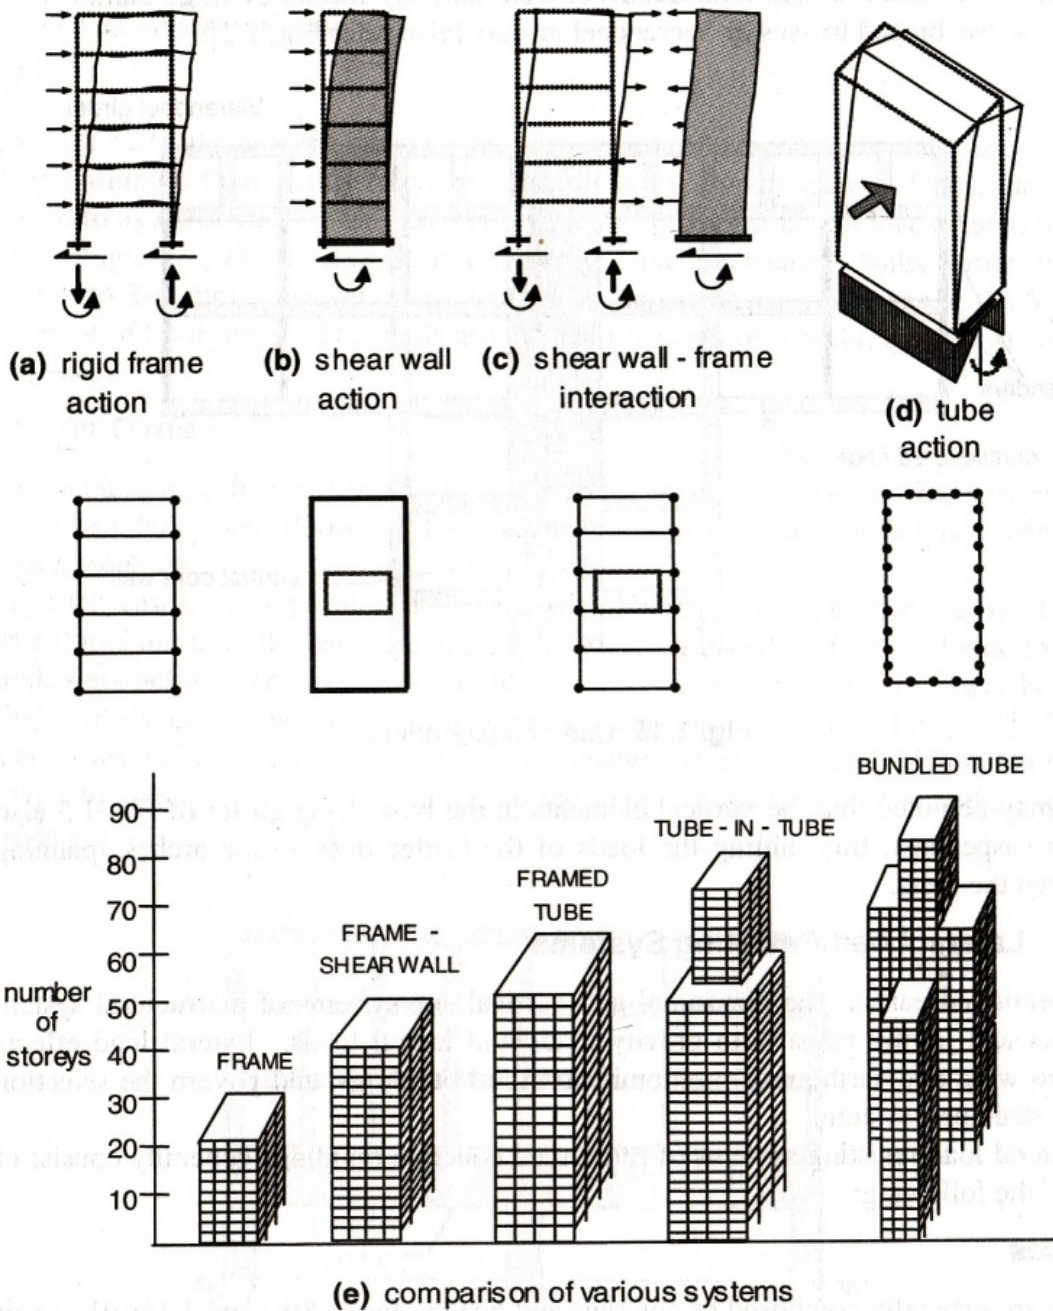 (a) rigid frame
action
(b) shear wall
action
(c) shear wall - frame
interaction
(d) tube
action
number
of
storeys
90
80
70
60
50
40
30
20
10
FRAME
FRAME -
SHEAR WALL
FRAMED
TUBE
TUBE - IN - TUBE
BUNDLED TUBE
(e) comparison of various systems